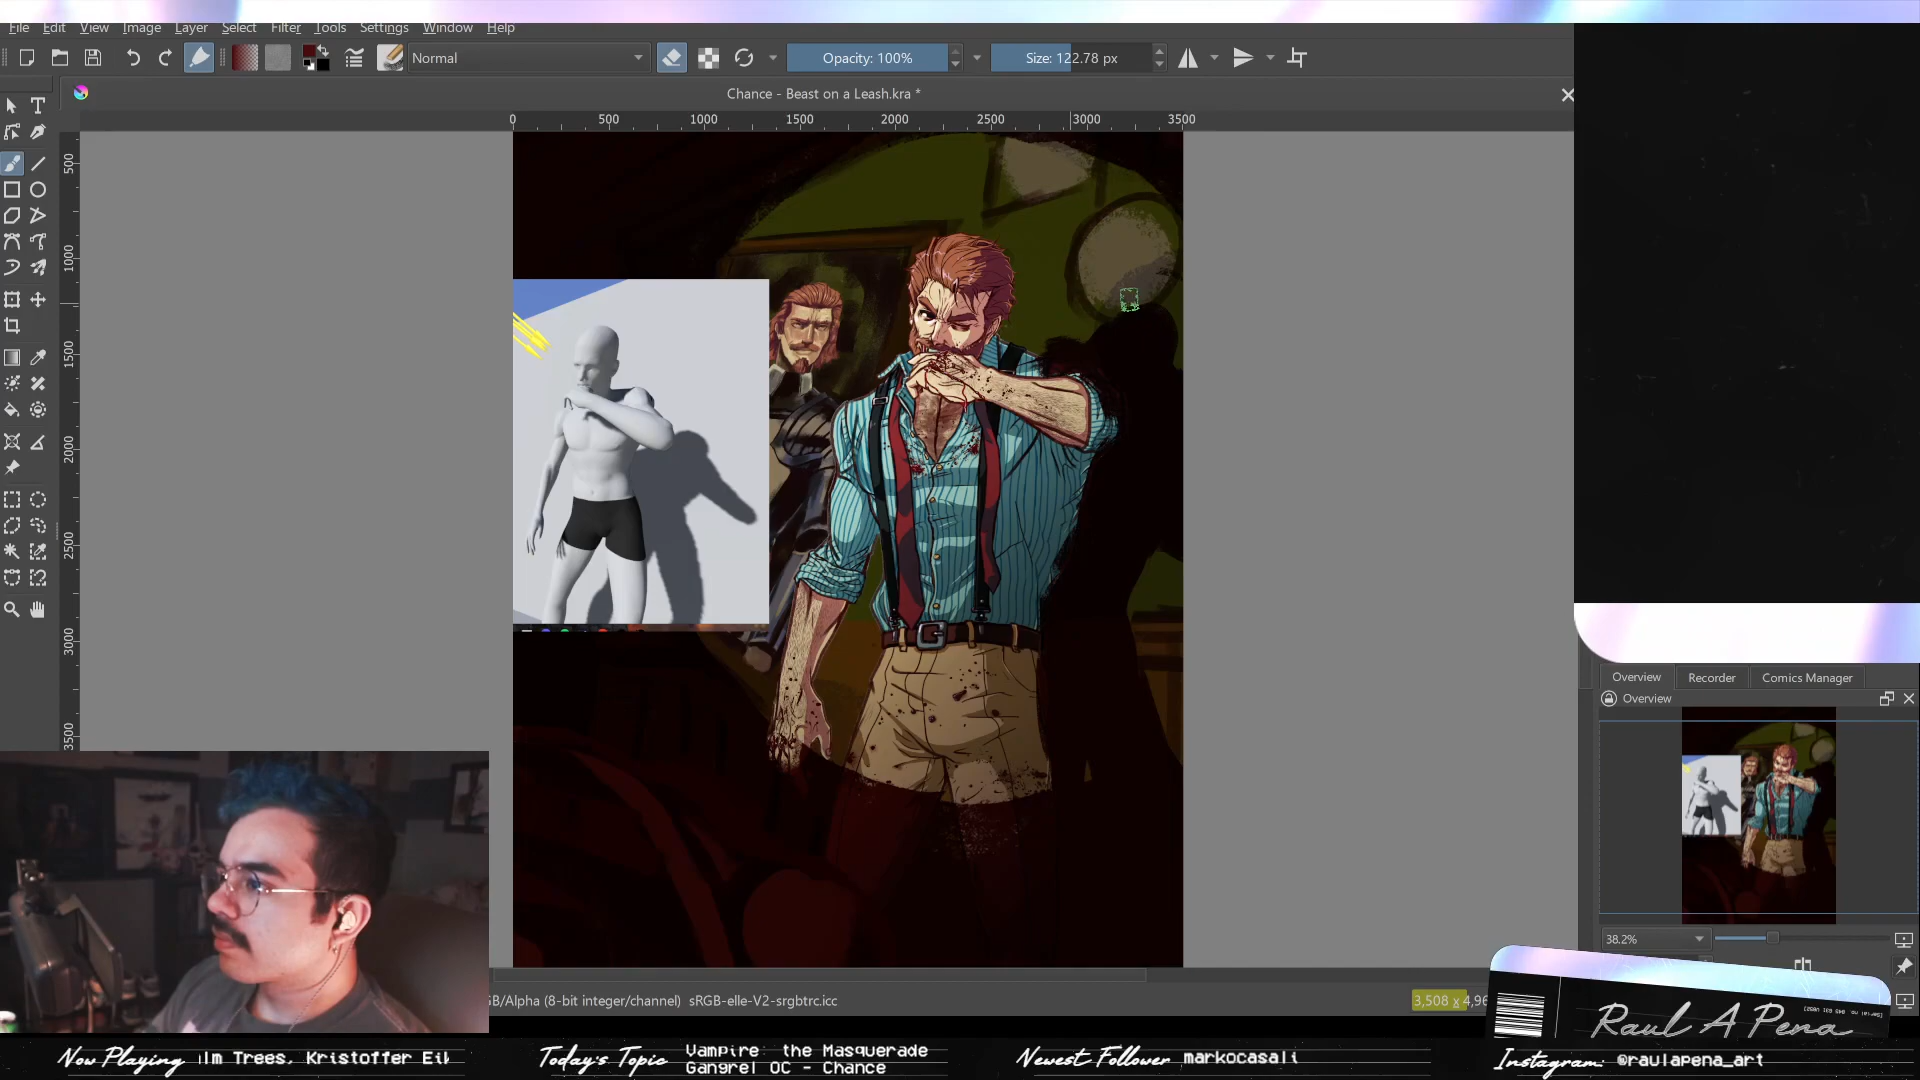 File Edit View Image Layer Select Filter Tools Settings Window Help
Normal
Opacity: 100%
Size: 122.78 px
Chance - Beast on a Leash.kra *
0 500 1000 1500 2000 2500 3000 3500
500
1000
1500
2000
2500
3000
3500
Overview Recorder Comics Manager
Overview
38.2%
GB/Alpha (8-bit integer/channel) sRGB-elle-V2-srgbtrc.icc
3,508 x 4,96
Raul A Pena
Now Playing
lm Trees, Kristoffer Eik
Today's Topic
Vampire: the Masquerade
Gangrel OC - Chance
Newest Follower
markocasali
Instagram:
@raulapena_art